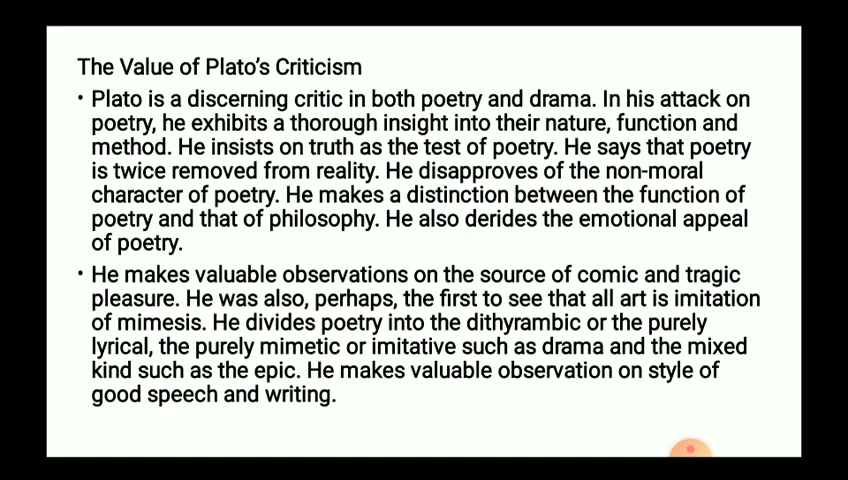 The Value of Plato's Criticism
• Plato is a discerning critic in both poetry and drama. In his attack on
poetry, he exhibits a thorough insight into their nature, function and
method. He insists on truth as the test of poetry. He says that poetry
is twice removed from reality. He disapproves of the non-moral
character of poetry. He makes a distinction between the function of
poetry and that of philosophy. He also derides the emotional appeal
of poetry.
• He makes valuable observations on the source of comic and tragic
pleasure. He was also, perhaps, the first to see that all art is imitation
of mimesis. He divides poetry into the dithyrambic or the purely
lyrical, the purely mimetic or imitative such as drama and the mixed
kind such as the epic. He makes valuable observation on style of
good speech and writing.